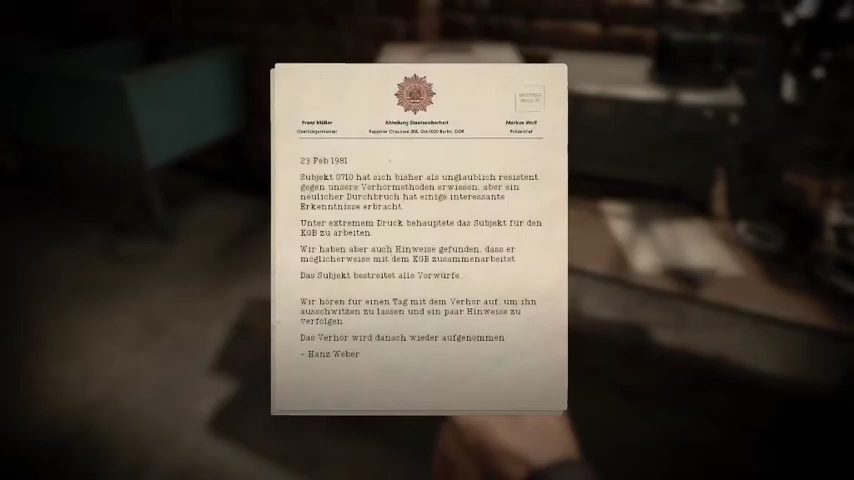 Franz Müller
Abteilung Staatssicherheit
Markus Wolf
Oberbürgermeister
Ost 1000 Berlin, DDR
Polizeichef
23 Feb 1981
Subjekt 0710 hat sich bisher als unglaublich resistent
gegen unsere Verhörmethoden erwiesen, aber ein
neulicher Durchbruch hat einige interessante
Erkenntnisse erbracht.
Unter extremem Druck behauptete das Subjekt für den
KGB zu arbeiten.
Wir haben aber auch Hinweise gefunden, dass er
möglicherweise mit dem KGB zusammenarbeitet
Das Subjekt bestreitet alle Vorwürfe.
Wir hören für einen Tag mit dem Verhör auf, um ihn
ausschwitzen zu lassen und ein paar Hinweise zu
verfolgen
Das Verhör wird danach wieder aufgenommen
- Hanz Weber